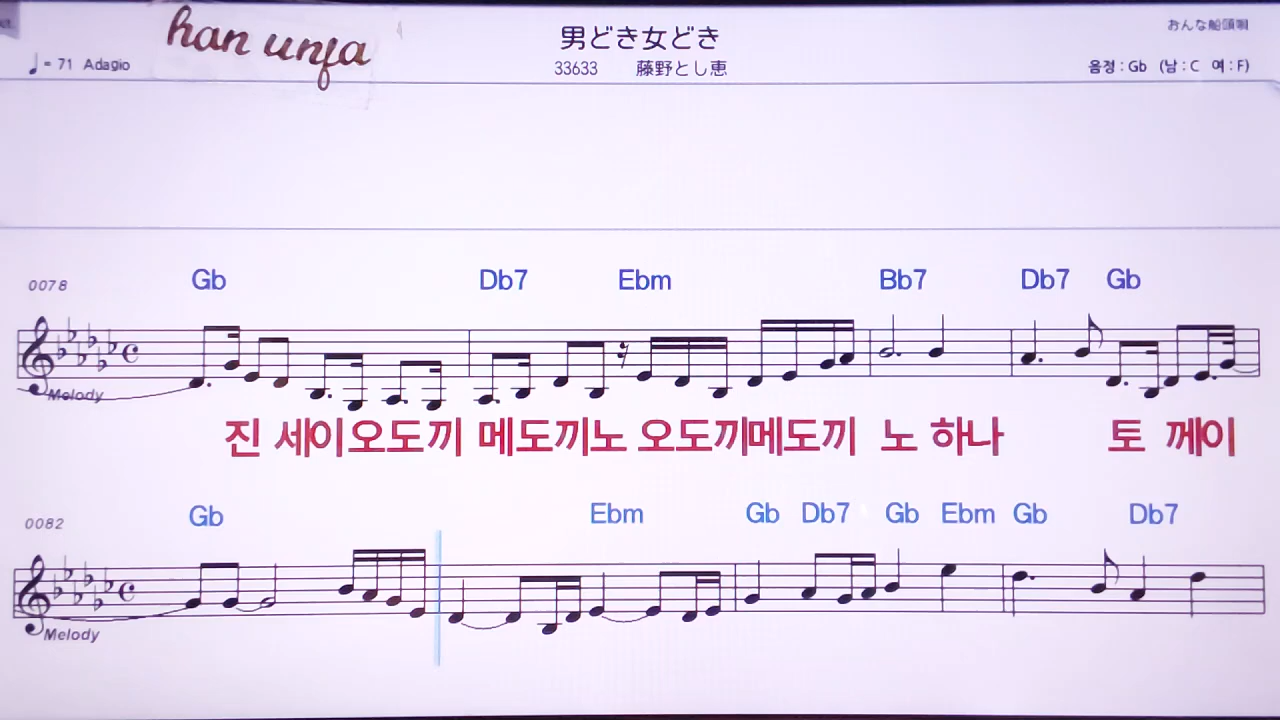 han unfa
男どき女どき
おんな船頭唄
♩= 71 Adagio
33633 藤野とし恵
음정 : Gb (남 : C 여 : F)
0078
Gb Db7 Ebm Bb7 Db7 Gb
Melody
진 세이오도끼 메도끼노 오도끼메도끼 노 하나 토 께이
0082
Gb Ebm Gb Db7 Gb Ebm Gb Db7
Melody